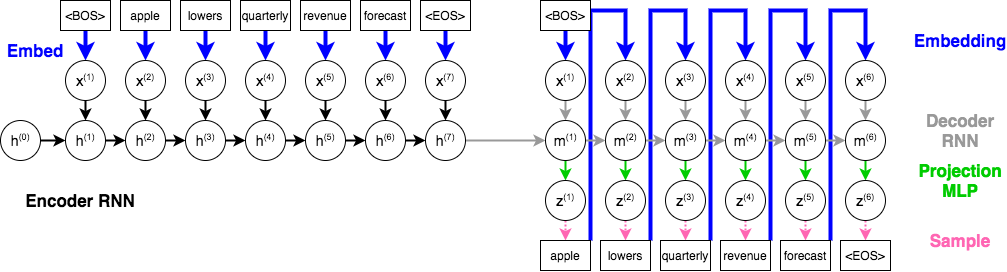 <BOS> apple lowers quarterly revenue forecast <EOS> <BOS>
Embed Embedding
x(1) x(2) x(3) x(4) x(5) x(6) x(7) x(1) x(2) x(3) x(4) x(5) x(6)
Decoder
RNN
h(0) h(1) h(2) h(3) h(4) h(5) h(6) h(7) m(1) m(2) m(3) m(4) m(5) m(6)
Projection
MLP
Encoder RNN
z(1) z(2) z(3) z(4) z(5) z(6)
Sample
apple lowers quarterly revenue forecast <EOS>